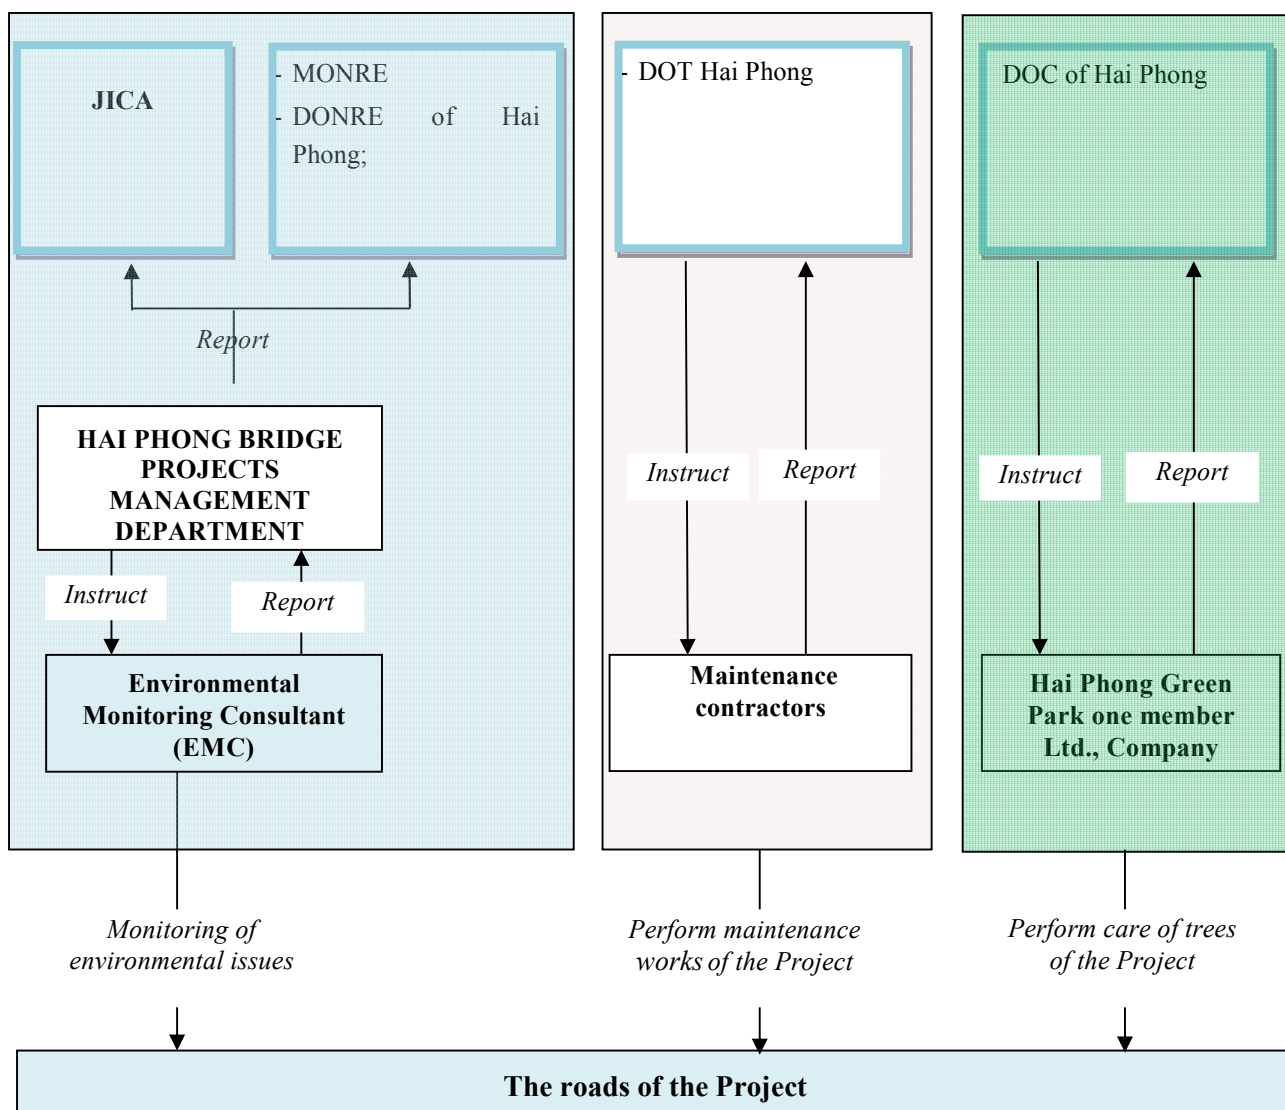 JICA
- MONRE
- DONRE of Hai
Phong;
Report
HAI PHONG BRIDGE
PROJECTS
MANAGEMENT
DEPARTMENT
Instruct
Report
Environmental
Monitoring Consultant
(EMC)
Monitoring of
environmental issues
- DOT Hai Phong
Instruct
Report
Maintenance
contractors
Perform maintenance
works of the Project
DOC of Hai Phong
Instruct
Report
Hai Phong Green
Park one member
Ltd., Company
Perform care of trees
of the Project
The roads of the Project